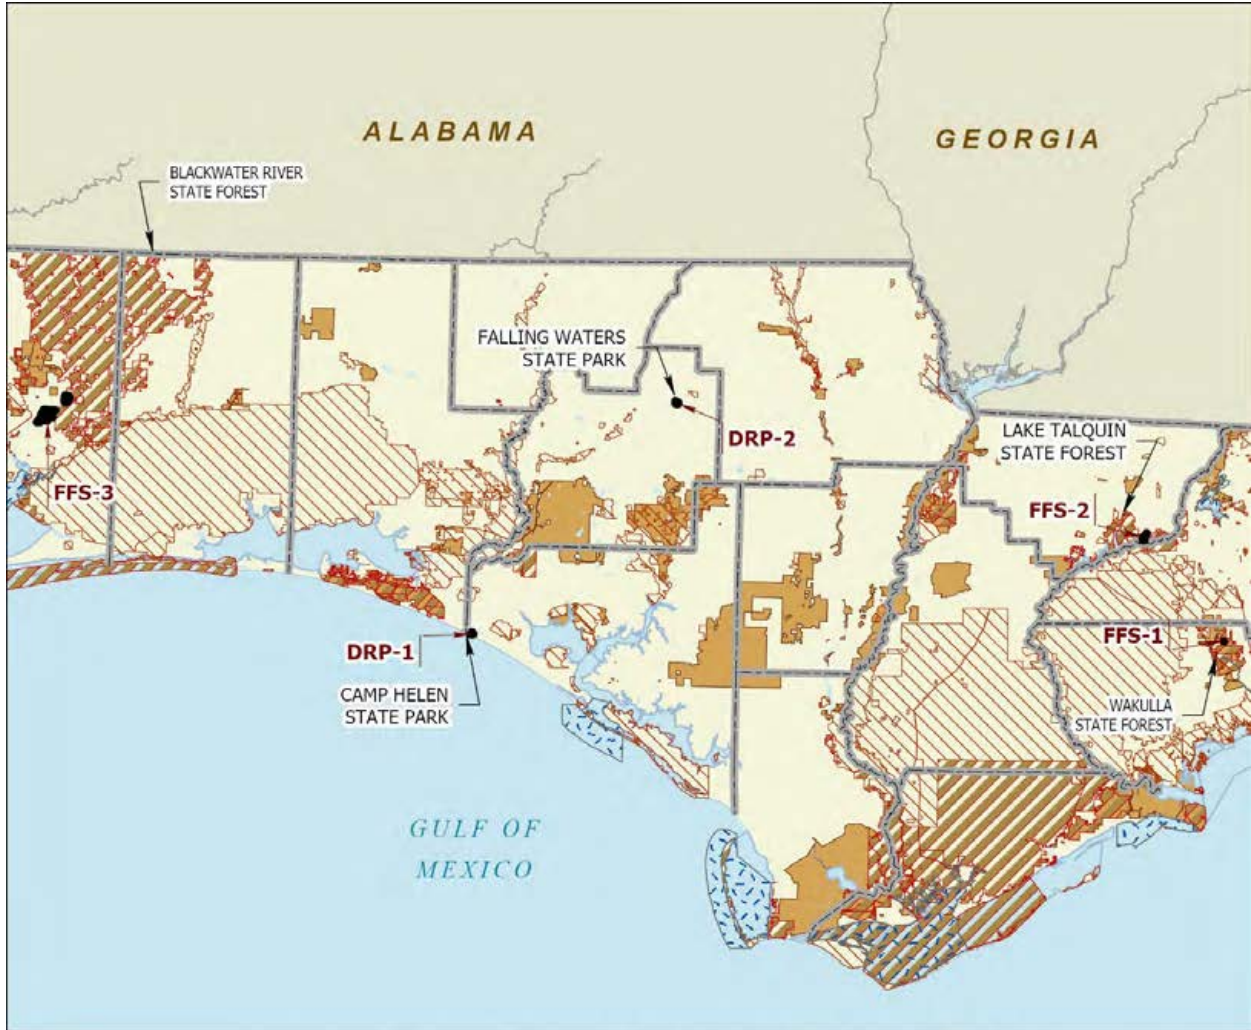 ALABAMA
GEORGIA
BLACKWATER RIVER
STATE FOREST
FALLING WATERS
STATE PARK
DRP-2
LAKE TALQUIN
STATE FOREST
FFS-3
FFS-2
FFS-1
DRP-1
CAMP HELEN
STATE PARK
WAKULLA
STATE FOREST
GULF OF
MEXICO